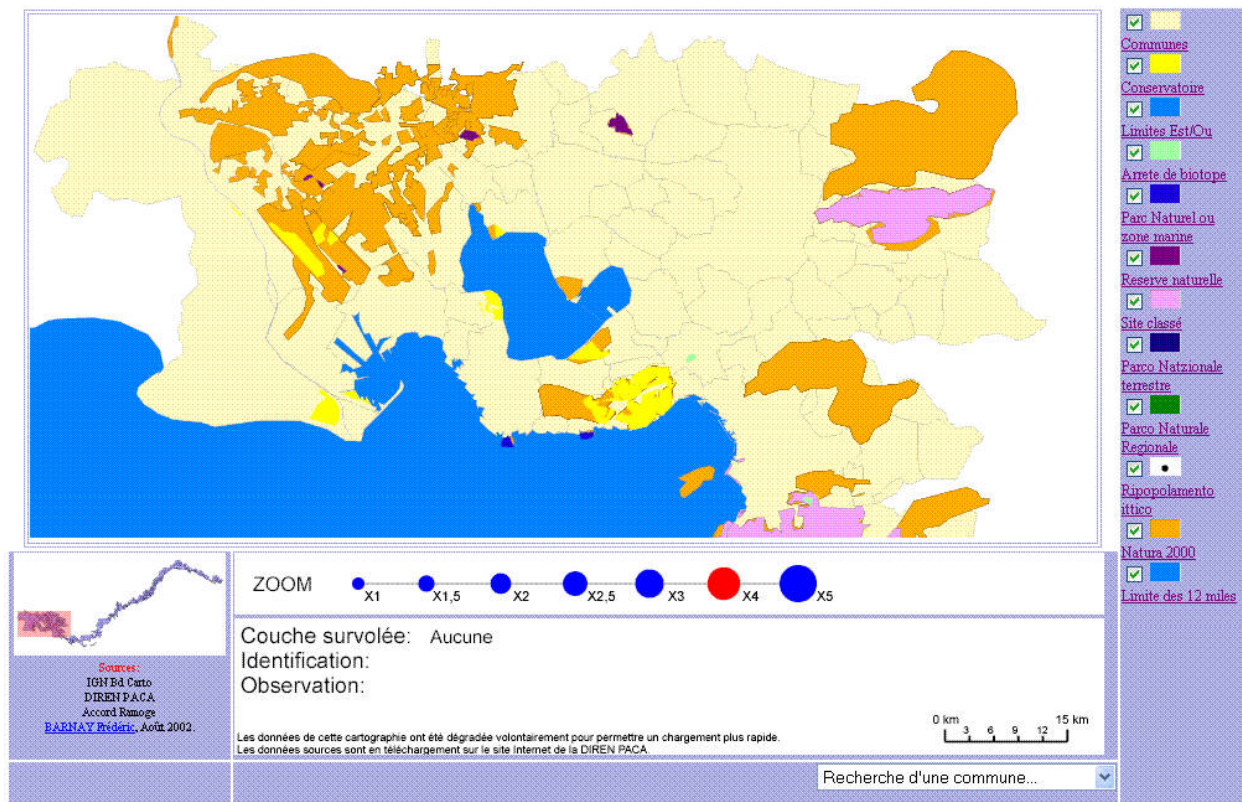 Communes
Conservatoire
Limites Est/Ou
Arrete de biotope
Parc Naturel ou
zone marine
Reserve naturelle
Site classé
Parco Natzionale
terrestre
Parco Naturale
Regionale
Ripopolamento
ittico
Natura 2000
Limite des 12 miles
Sources:
IGN Bd Carto
DIREN PACA
Accord Ramoge
BARNAY Frédéric, Août 2002.
ZOOM
X1 X1,5 X2 X2,5 X3 X4 X5
Couche survolée: Aucune
Identification:
Observation:
0 km 15 km
3 6 9 12
Les données de cette cartographie ont été dégradée volontairement pour permettre un chargement plus rapide.
Les données sources sont en téléchargement sur le site Internet de la DIREN PACA.
Recherche d'une commune...